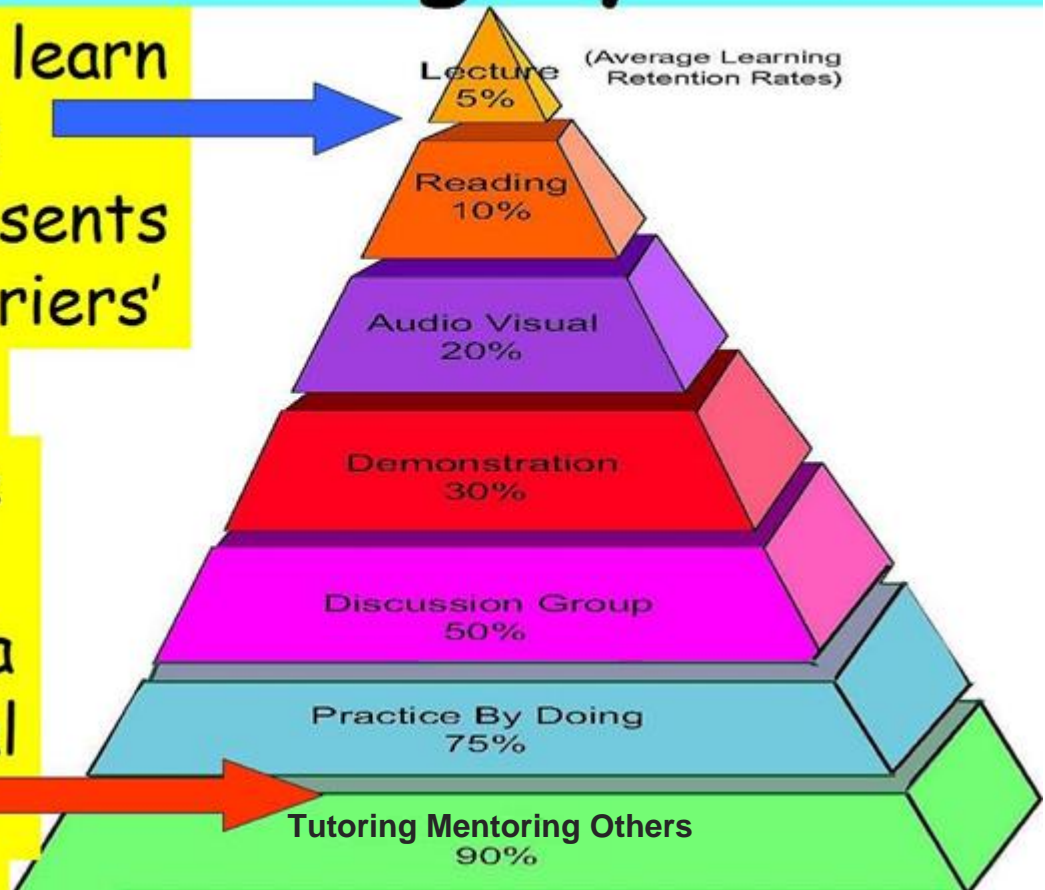 learn
sents
riers'
a
(Average Learning
Retention Rates)
Lecture
5%
Reading
10%
Audio Visual
20%
Demonstration
30%
Discussion Group
50%
Practice By Doing
75%
Tutoring Mentoring Others
90%